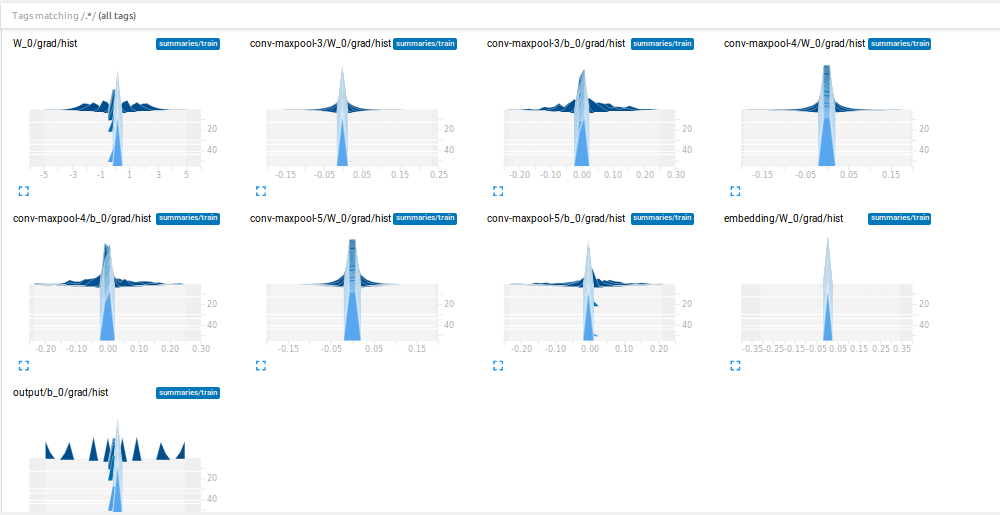 Tags matching /.*/ (all tags)
W_0/grad/hist summaries/train
conv-maxpool-3/W_0/grad/hist summaries/train
conv-maxpool-3/b_0/grad/hist summaries/train
conv-maxpool-4/W_0/grad/hist summaries/train
20
40
-5 -3 -1 1 3 5
20
40
-0.15 -0.05 0.05 0.15 0.25
20
40
-0.20 -0.10 0.00 0.10 0.20 0.30
20
40
-0.15 -0.05 0.05 0.15
conv-maxpool-4/b_0/grad/hist summaries/train
conv-maxpool-5/W_0/grad/hist summaries/train
conv-maxpool-5/b_0/grad/hist summaries/train
embedding/W_0/grad/hist summaries/train
20
40
-0.20 -0.10 0.00 0.10 0.20 0.30
20
40
-0.15 -0.05 0.05 0.15
20
40
-0.20 -0.10 0.00 0.10 0.20
20
40
-0.35 -0.25 -0.15 -0.05 0.05 0.15 0.25 0.35
output/b_0/grad/hist summaries/train
20
40